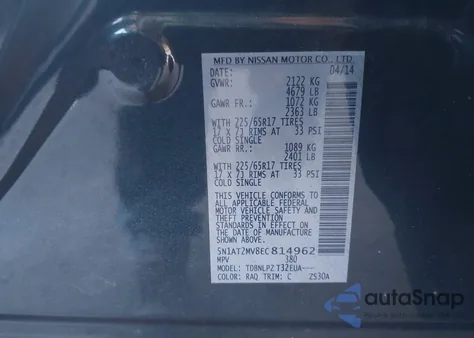 MFD BY NISSAN MOTOR CO., LTD.
DATE: 04/14
GVWR: 2122 KG
4679 LB
GAWR FR.: 1072 KG
2363 LB
WITH 225/65R17 TIRES
17 X 7J RIMS AT 33 PSI
COLD SINGLE
GAWR RR.: 1089 KG
2401 LB
WITH 225/65R17 TIRES
17 X 7J RIMS AT 33 PSI
COLD SINGLE
THIS VEHICLE CONFORMS TO
ALL APPLICABLE FEDERAL
MOTOR VEHICLE SAFETY AND
STANDARDS IN EFFECT ON
THE DATE OF MANUFACTURE
SHOWN ABOVE.
5N1AT2MV8EC814962
MPV 380
MODEL: TDBNLPZ T32EUA---
COLOR: RAQ TRIM: C ZS30A
autoSnap